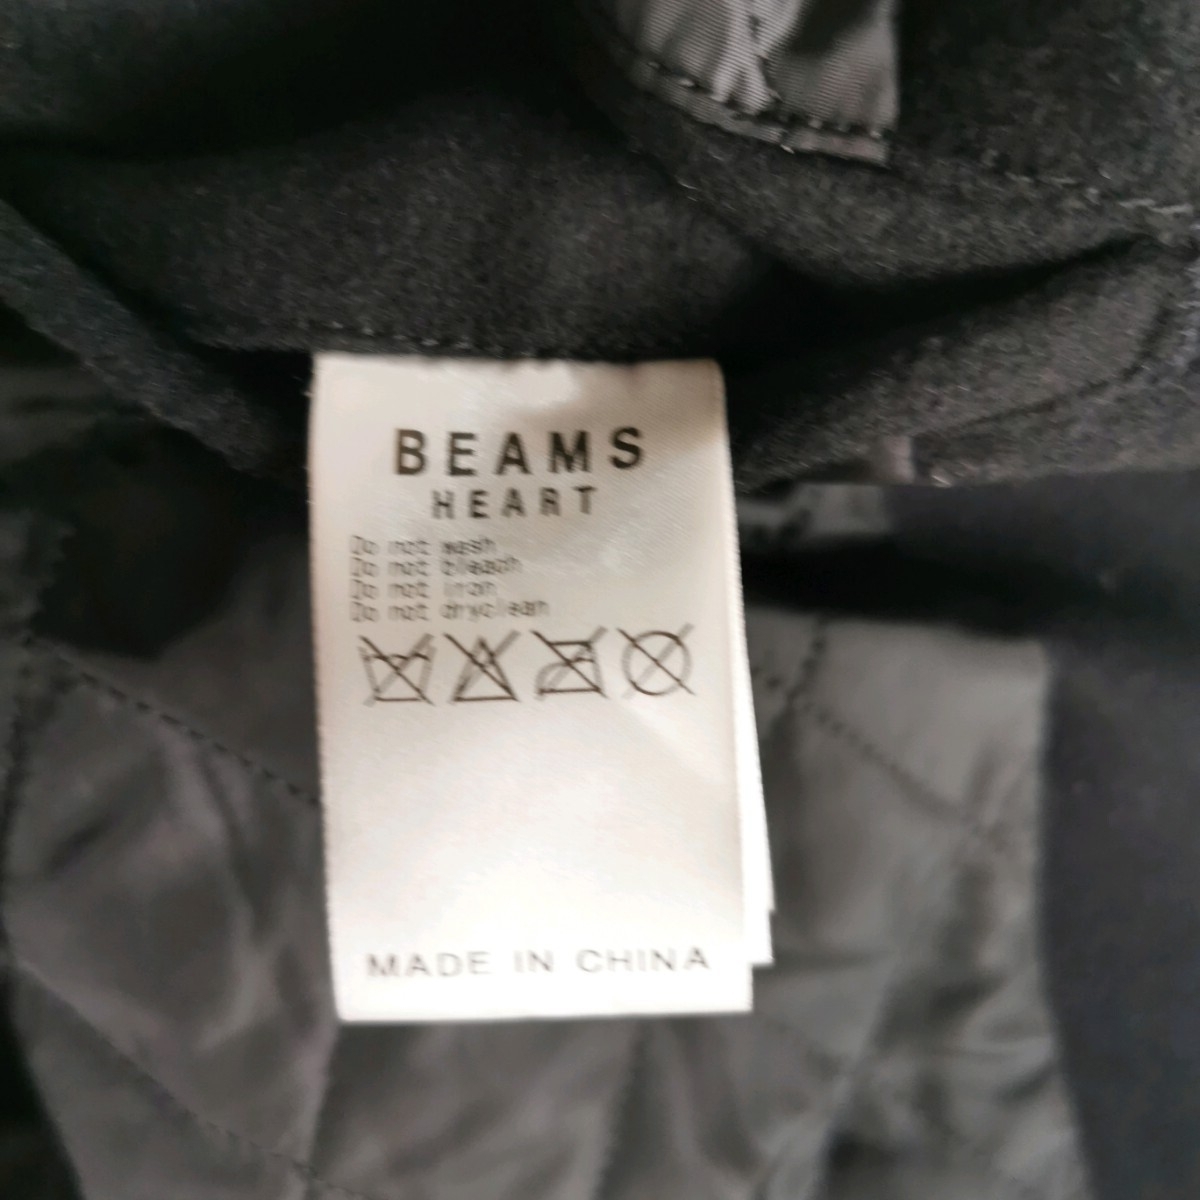 BEAMS
HEART
Do not wash
Do not bleach
Do not iron
Do not dryclean
MADE IN CHINA